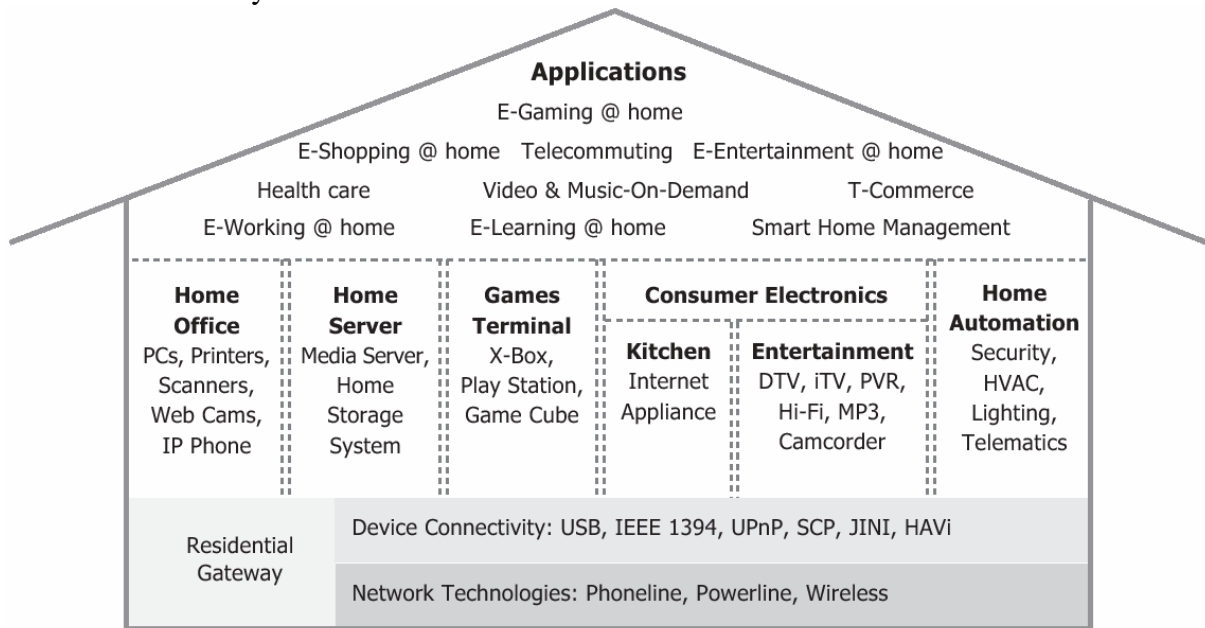 Applications
E-Gaming @ home
E-Shopping @ home Telecommuting E-Entertainment @ home
Health care Video & Music-On-Demand T-Commerce
E-Working @ home E-Learning @ home Smart Home Management
Home
Office
PCs, Printers,
Scanners,
Web Cams,
IP Phone
Home
Server
Media Server,
Home
Storage
System
Games
Terminal
X-Box,
Play Station,
Game Cube
Consumer Electronics
Kitchen
Internet
Appliance
Entertainment
DTV, iTV, PVR,
Hi-Fi, MP3,
Camcorder
Home
Automation
Security,
HVAC,
Lighting,
Telematics
Residential
Gateway
Device Connectivity: USB, IEEE 1394, UPnP, SCP, JINI, HAVi
Network Technologies: Phoneline, Powerline, Wireless